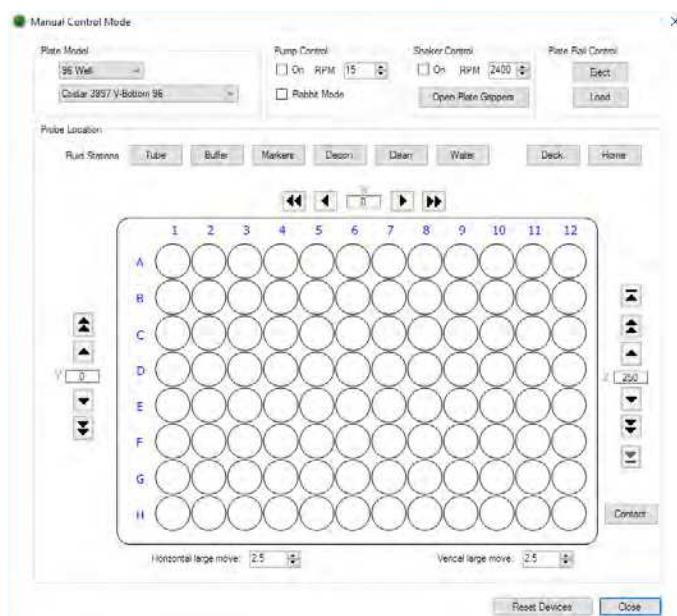 Manual Control Mode
Plate Model
Pump Control
Shaker Control
Plate Rail Control
96 Well
On RPM 15
On RPM 2400
Eject
Costar 3897 V-Bottom 96
Rabbit Mode
Open Plate Grippers
Load
Probe Location
Fluid Stations Tube Buffer Markers Decon Clean Water Deck Home
X
0
1 2 3 4 5 6 7 8 9 10 11 12
A
B
C
D
Y 0
Z 250
E
F
G
H
Contact
Horizontal large move: 2.5
Verical large move: 2.5
Reset Devices Close